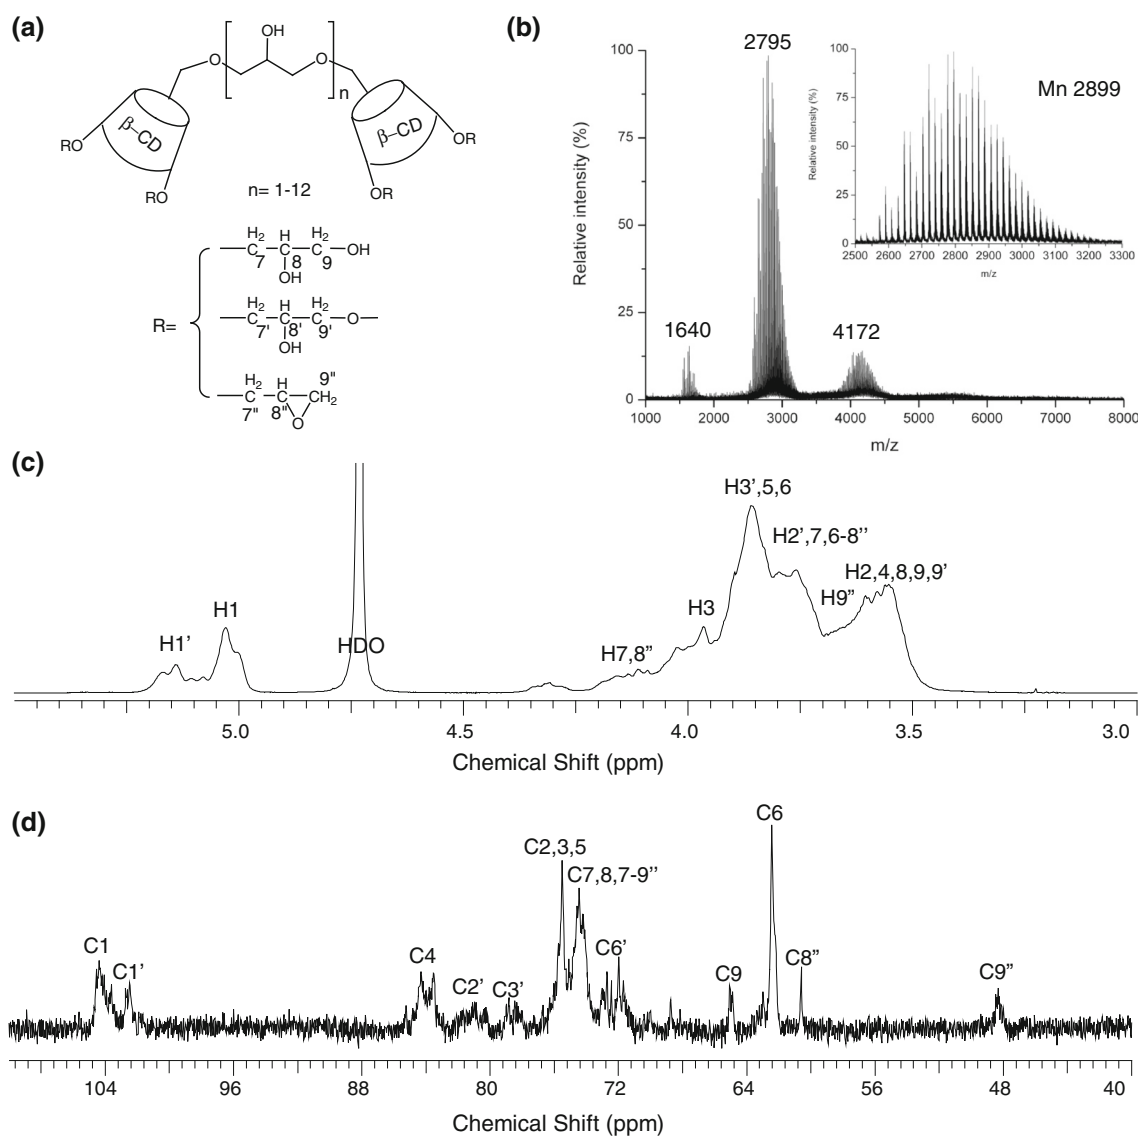 (a)
OH
O
O
n
β–CD
β–CD
RO
RO
RO
OR
n= 1-12
H2 H H2
C C C OH
7 8 9
OH
R=
H2 H H2
C C C O
7' 8' 9'
OH
H2 H 9"
C C CH2
7" 8" O
(b)
2795
1640
4172
Relative intensity (%)
100
75
50
25
0
1000 2000 3000 4000 5000 6000 7000 8000
m/z
Mn 2899
Relative intensity (%)
100
75
50
25
0
2500 2600 2700 2800 2900 3000 3100 3200 3300
m/z
(c)
H1'
H1
HDO
H7,8"
H3
H3',5,6
H2',7,6-8''
H9"
H2,4,8,9,9'
5.0 4.5 4.0 3.5 3.0
Chemical Shift (ppm)
(d)
C1
C1'
C4
C2'
C3'
C2,3,5
C7,8,7-9"
C6'
C9
C6
C8"
C9"
104 96 88 80 72 64 56 48 40
Chemical Shift (ppm)